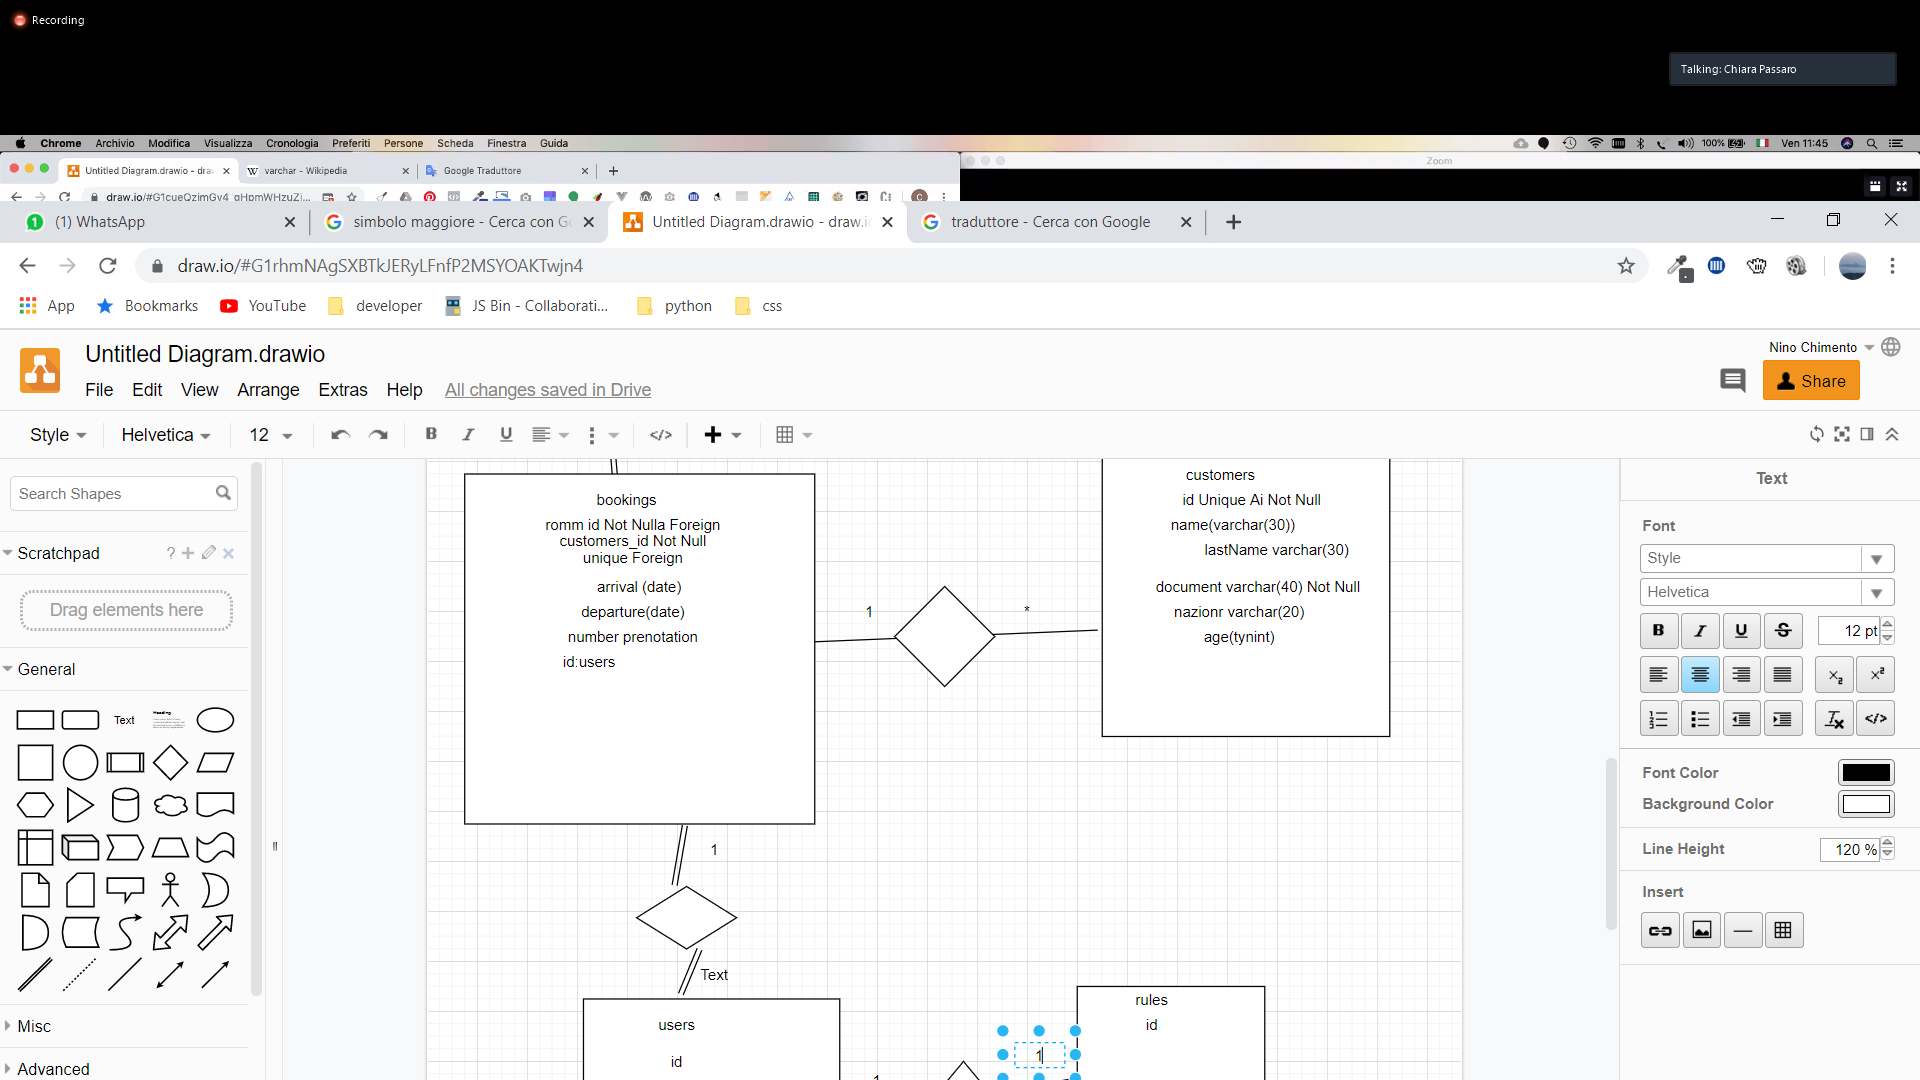 Recording
Talking: Chiara Passaro
Chrome Archivio Modifica Visualizza Cronologia Preferiti Persone Scheda Finestra Guida
100% Ven 11:45
Untitled Diagram.drawio - dra
varchar - Wikipedia
Google Traduttore
Zoom
(1) WhatsApp
simbolo maggiore - Cerca con G
Untitled Diagram.drawio - draw.i
traduttore - Cerca con Google
draw.io/#G1rhmNAgSXBTkJERyLFnfP2MSYOAKTwjn4
App Bookmarks YouTube developer JS Bin - Collaborati... python css
Untitled Diagram.drawio
Nino Chimento
File Edit View Arrange Extras Help All changes saved in Drive
Share
Style Helvetica 12 B I U
Search Shapes
Scratchpad ?
Drag elements here
General
Text
Heading
Misc
Advanced
bookings
romm id Not Nulla Foreign
customers_id Not Null
unique Foreign
arrival (date)
departure(date)
number prenotation
id:users
1
*
customers
id Unique Ai Not Null
name(varchar(30))
lastName varchar(30)
document varchar(40) Not Null
nazionr varchar(20)
age(tynint)
1
Text
users
id
1
1
rules
id
Text
Font
Style
Helvetica
B I U S 12 pt
Font Color
Background Color
Line Height 120 %
Insert